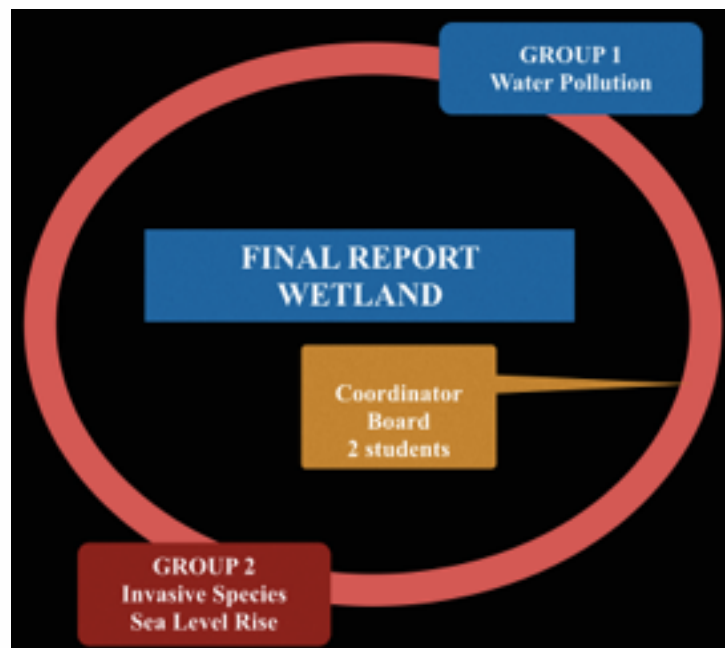 GROUP 1
Water Pollution
FINAL REPORT
WETLAND
Coordinator
Board
2 students
GROUP 2
Invasive Species
Sea Level Rise